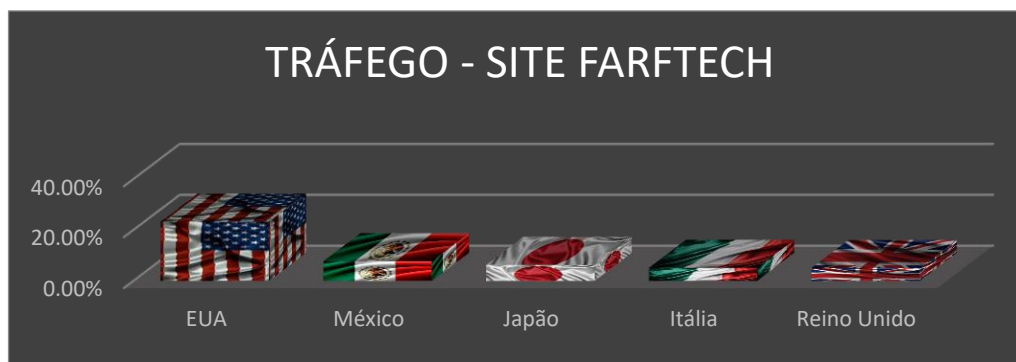 TRÁFEGO - SITE FARFTECH
40.00%
20.00%
0.00%
EUA México Japão Itália Reino Unido